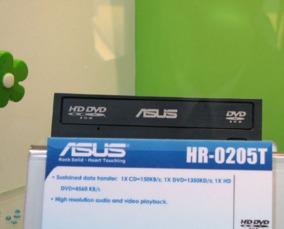 HD DVD ASUS DVD
ROM
ASUS HR-0205T
Rock Solid · Heart Touching
• Sustained data transfer: 1X CD=150KB/s, 1X DVD=1350KB/s, 1X HD
DVD=4568 KB/s
• High resolution audio and video playback.
HD DVD